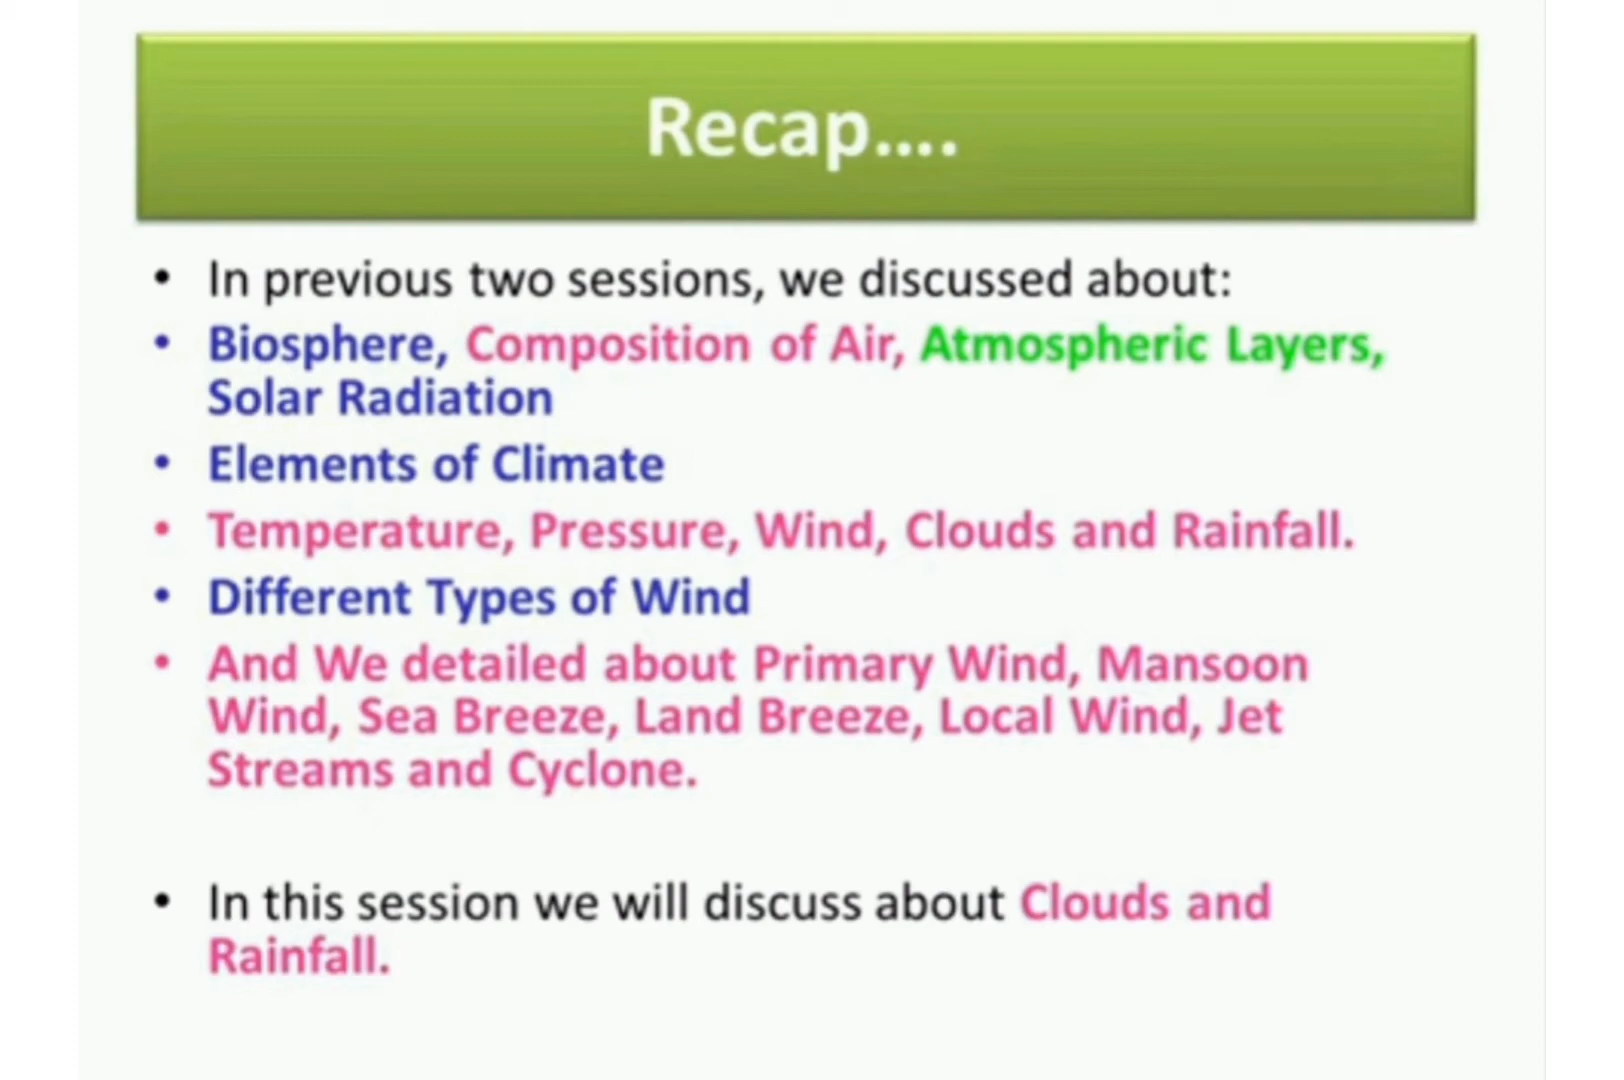 Recap....
• In previous two sessions, we discussed about:
• Biosphere, Composition of Air, Atmospheric Layers,
Solar Radiation
• Elements of Climate
• Temperature, Pressure, Wind, Clouds and Rainfall.
• Different Types of Wind
• And We detailed about Primary Wind, Mansoon
Wind, Sea Breeze, Land Breeze, Local Wind, Jet
Streams and Cyclone.
• In this session we will discuss about Clouds and
Rainfall.